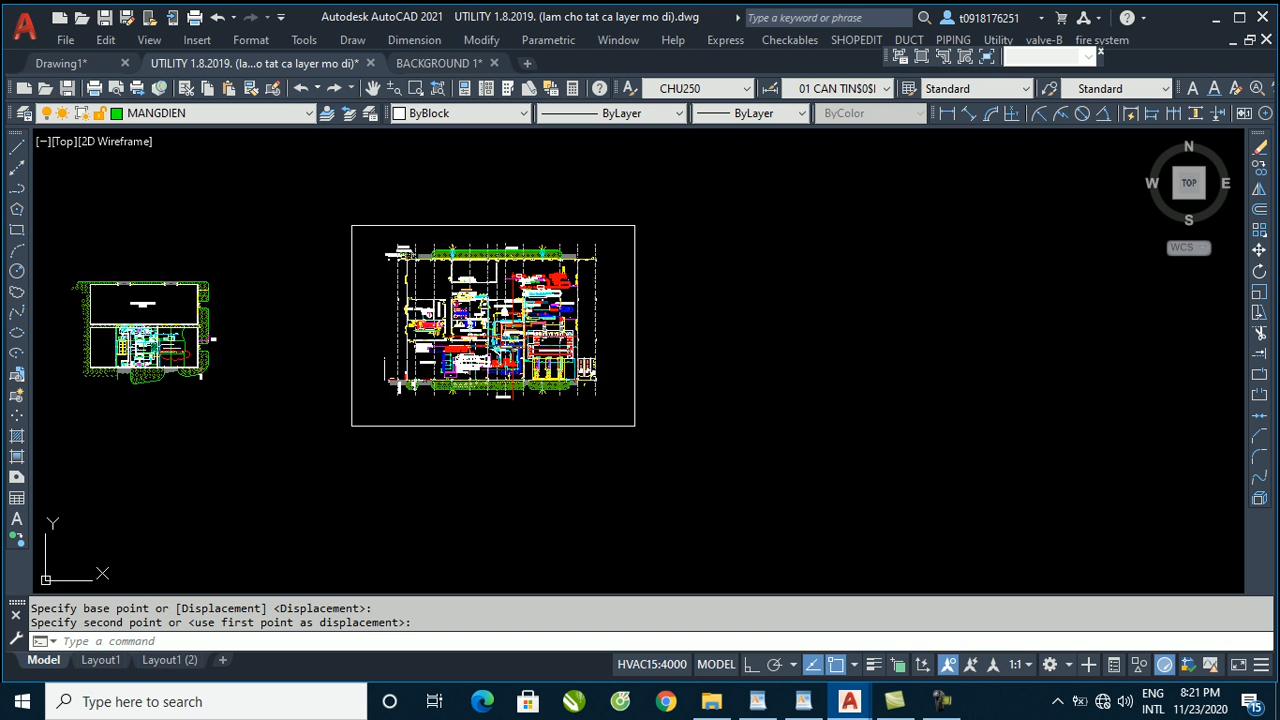 Autodesk AutoCAD 2021 UTILITY 1.8.2019. (lam cho tat ca layer mo di).dwg Type a keyword or phrase t0918176251
File Edit View Insert Format Tools Draw Dimension Modify Parametric Window Help Express Checkables SHOPEDIT DUCT PIPING Utility valve-B fire system
Drawing1* UTILITY 1.8.2019. (la...o tat ca layer mo di)* BACKGROUND 1*
CHU250 01 CAN TIN$0$I Standard Standard
MANGDIEN ByBlock ByLayer ByLayer ByColor
[−][Top][2D Wireframe]
N
W TOP E
S
WCS
Y
X
Specify base point or [Displacement] <Displacement>:
Specify second point or <use first point as displacement>:
Type a command
Model Layout1 Layout1 (2) HVAC15:4000 MODEL 1:1
Type here to search ENG 8:21 PM
INTL 11/23/2020 15